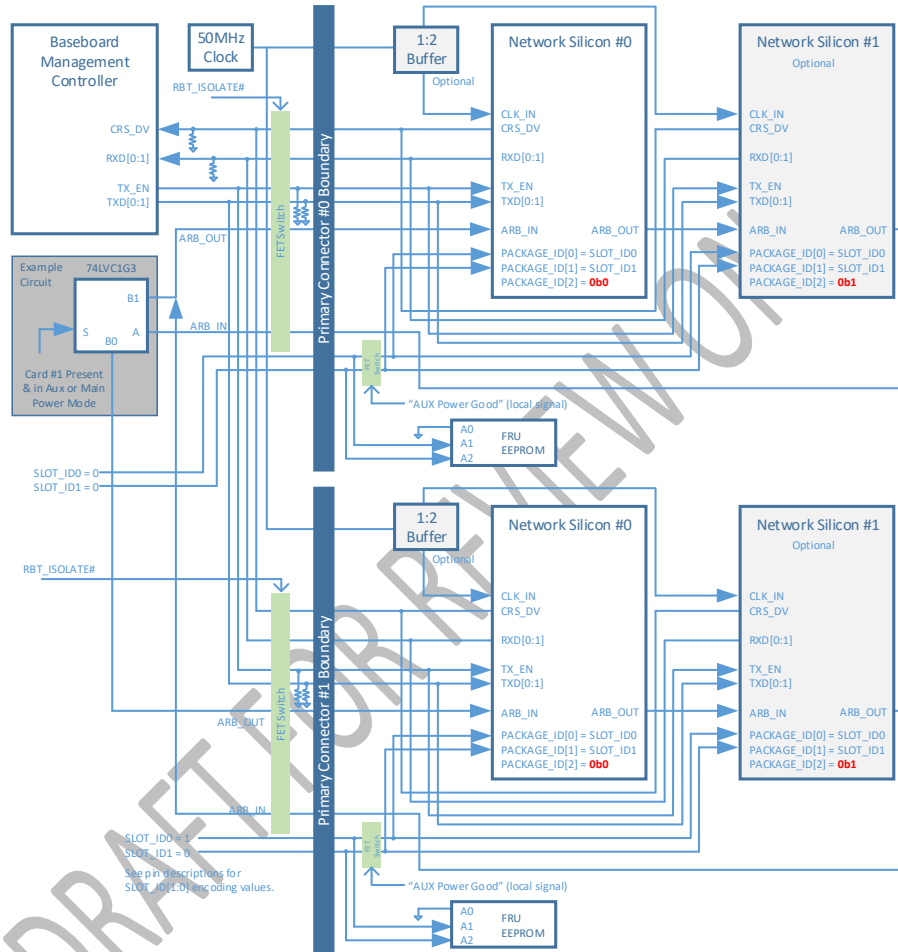 Baseboard
Management
Controller
CRS_DV
RXD[0:1]
TX_EN
TXD[0:1]
50MHz
Clock
RBT_ISOLATE#
FET Switch
Primary Connector #0 Boundary
1:2
Buffer
Optional
Network Silicon #0
CLK_IN
CRS_DV
RXD[0:1]
TX_EN
TXD[0:1]
ARB_IN
ARB_OUT
PACKAGE_ID[0] = SLOT_ID0
PACKAGE_ID[1] = SLOT_ID1
PACKAGE_ID[2] = 0b0
Network Silicon #1
Optional
CLK_IN
CRS_DV
RXD[0:1]
TX_EN
TXD[0:1]
ARB_IN
ARB_OUT
PACKAGE_ID[0] = SLOT_ID0
PACKAGE_ID[1] = SLOT_ID1
PACKAGE_ID[2] = 0b1
ARB_OUT
ARB_IN
Example
Circuit
74LVC1G3
B1
S
A
B0
Card #1 Present
& in Aux or Main
Power Mode
FET
Switch
"AUX Power Good" (local signal)
A0
A1
A2
FRU
EEPROM
SLOT_ID0 = 0
SLOT_ID1 = 0
RBT_ISOLATE#
FET Switch
Primary Connector #1 Boundary
1:2
Buffer
Optional
Network Silicon #0
CLK_IN
CRS_DV
RXD[0:1]
TX_EN
TXD[0:1]
ARB_IN
ARB_OUT
PACKAGE_ID[0] = SLOT_ID0
PACKAGE_ID[1] = SLOT_ID1
PACKAGE_ID[2] = 0b0
Network Silicon #1
Optional
CLK_IN
CRS_DV
RXD[0:1]
TX_EN
TXD[0:1]
ARB_IN
ARB_OUT
PACKAGE_ID[0] = SLOT_ID0
PACKAGE_ID[1] = SLOT_ID1
PACKAGE_ID[2] = 0b1
ARB_OUT
ARB_IN
SLOT_ID0 = 1
SLOT_ID1 = 0
See pin descriptions for
SLOT_ID[1:0] encoding values.
FET
Switch
"AUX Power Good" (local signal)
A0
A1
A2
FRU
EEPROM
DRAFT FOR REVIEW ON